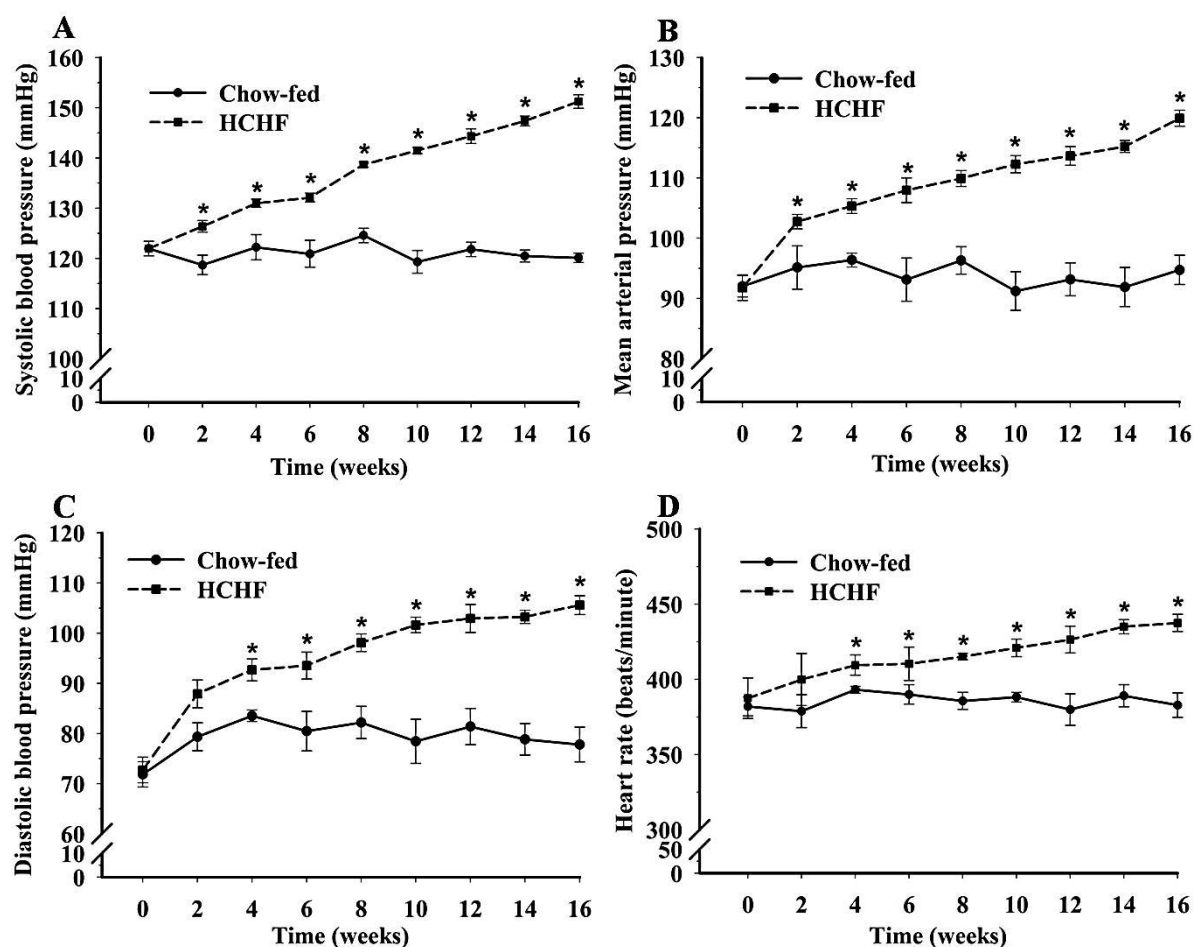 A
Systolic blood pressure (mmHg)
160
150
140
130
120
110
100
10
0
Chow-fed
HCHF
* * * * * * * *
0 2 4 6 8 10 12 14 16
Time (weeks)
B
Mean arterial pressure (mmHg)
130
120
110
100
90
80
10
0
Chow-fed
HCHF
* * * * * * * *
0 2 4 6 8 10 12 14 16
Time (weeks)
C
Diastolic blood pressure (mmHg)
120
110
100
90
80
70
60
10
0
Chow-fed
HCHF
* * * * * * *
0 2 4 6 8 10 12 14 16
Time (weeks)
D
Heart rate (beats/minute)
500
450
400
350
300
50
0
Chow-fed
HCHF
* * * * * * *
0 2 4 6 8 10 12 14 16
Time (weeks)